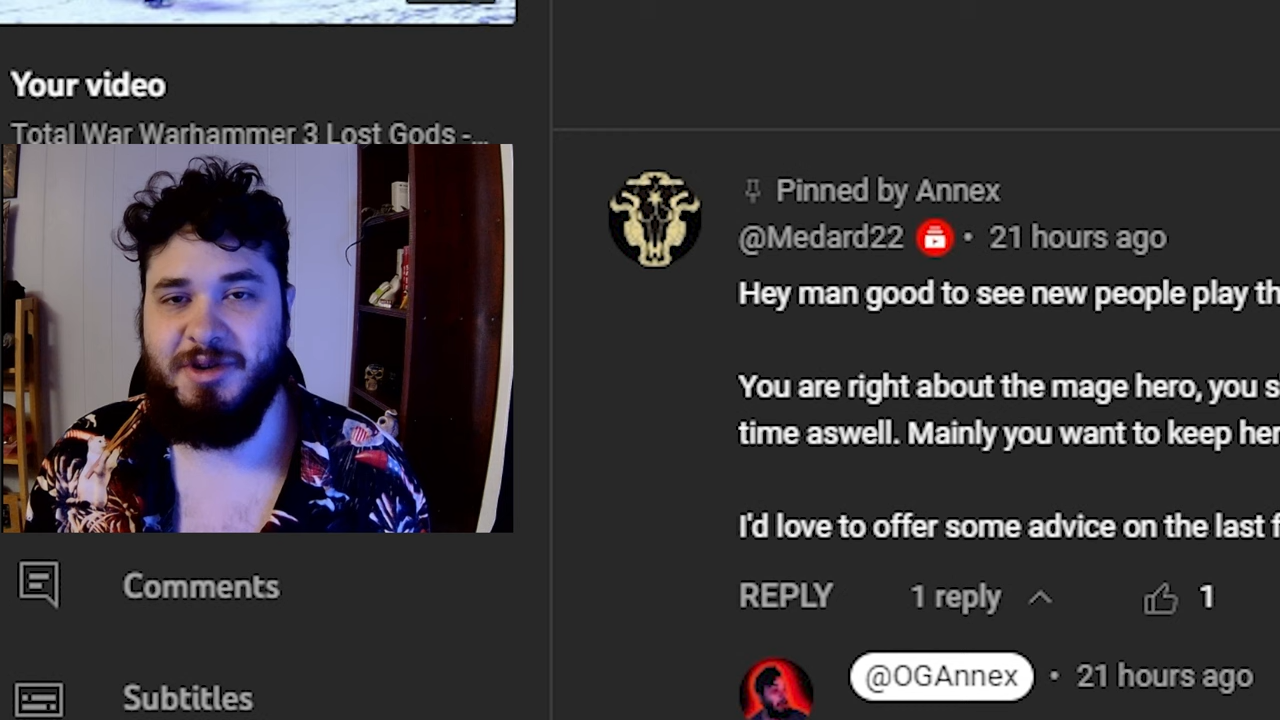 Your video
Total War Warhammer 3 Lost Gods -...
Pinned by Annex
@Medard22 • 21 hours ago
Hey man good to see new people play th
You are right about the mage hero, you s
time aswell. Mainly you want to keep her
I'd love to offer some advice on the last f
REPLY 1 reply 1
@OGAnnex • 21 hours ago
Comments
Subtitles